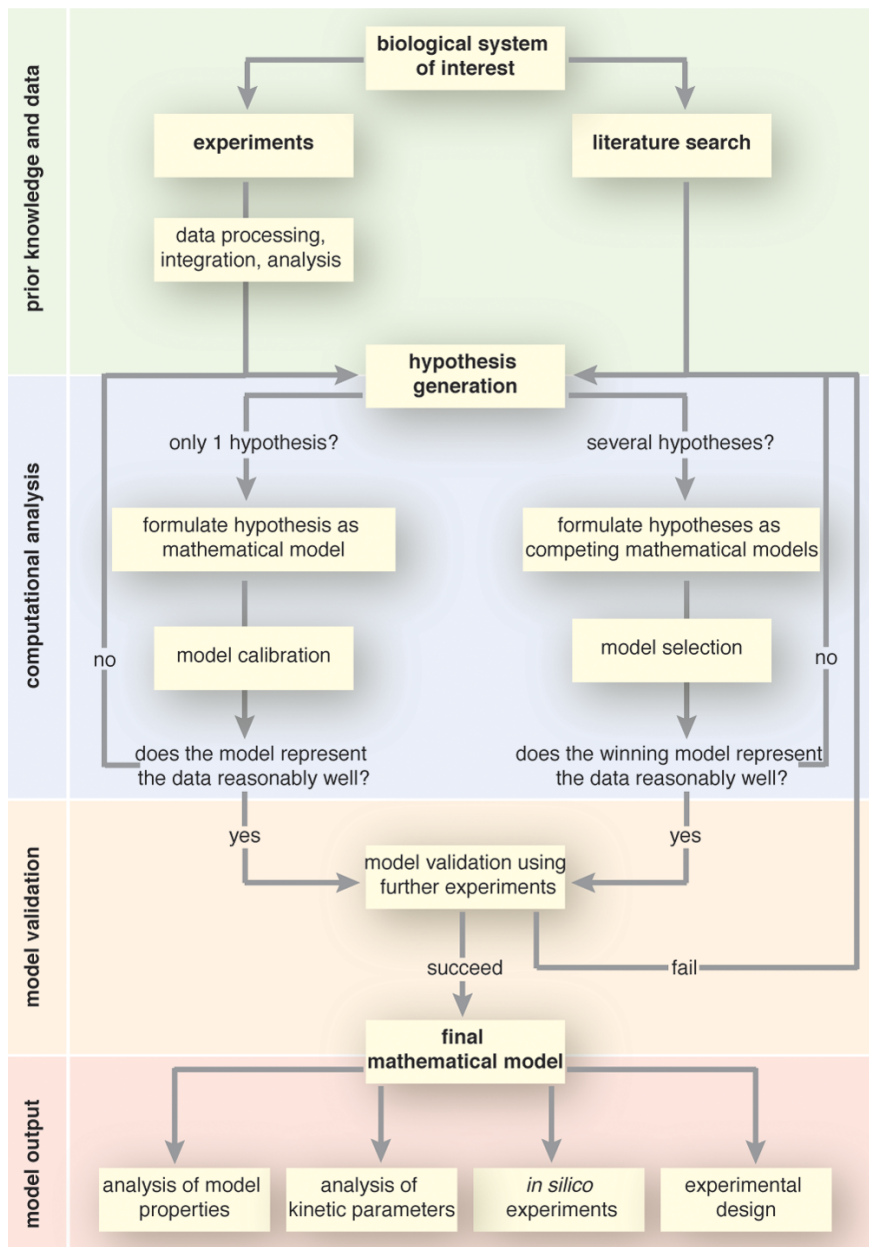 prior knowledge and data
biological system
of interest
experiments
literature search
data processing,
integration, analysis
hypothesis
generation
computational analysis
only 1 hypothesis?
several hypotheses?
formulate hypothesis as
mathematical model
formulate hypotheses as
competing mathematical models
model calibration
model selection
no
no
does the model represent
the data reasonably well?
does the winning model represent
the data reasonably well?
model validation
yes
yes
model validation using
further experiments
succeed
fail
final
mathematical model
model output
analysis of model
properties
analysis of
kinetic parameters
in silico
experiments
experimental
design